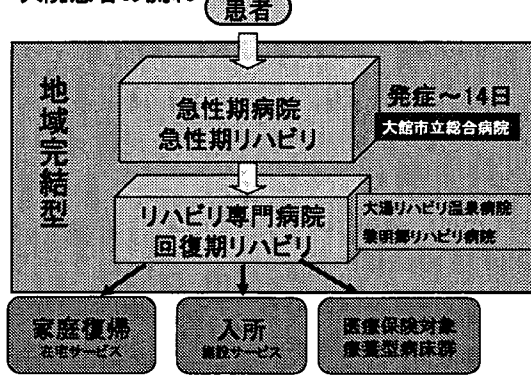 患者
地域完結型
急性期病院
急性期リハビリ
発症～14日
大館市立総合病院
リハビリ専門病院
回復期リハビリ
大湯リハビリ温泉病院
黎明郷リハビリ病院
家庭復帰
在宅サービス
入所
施設サービス
医療保険対象
療養型病床群